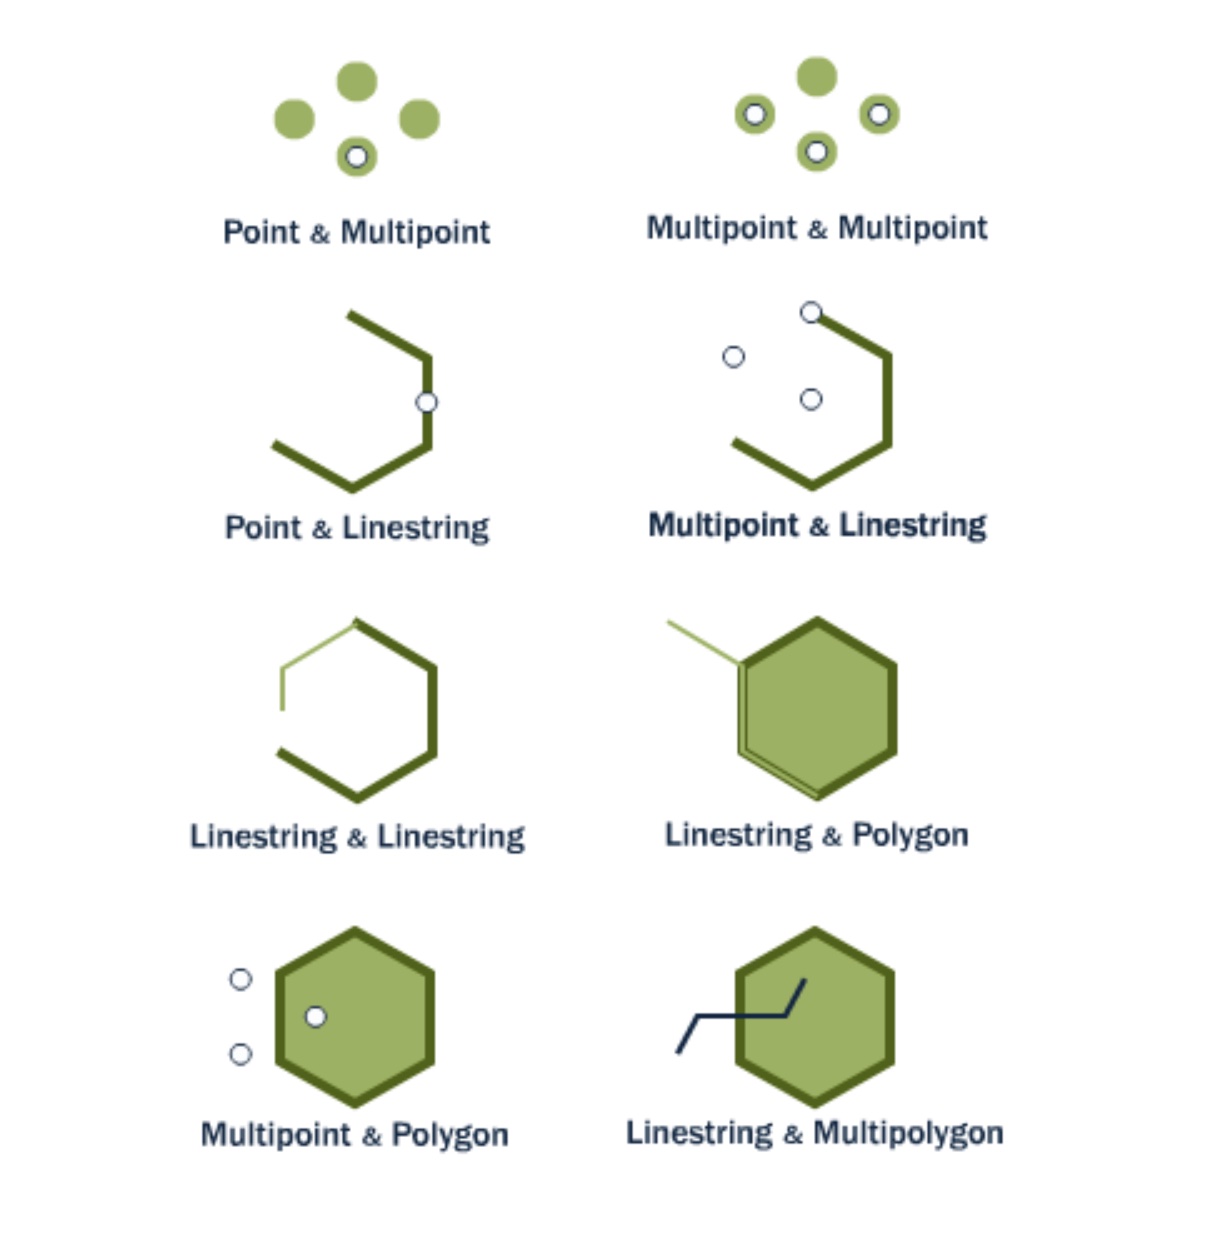 Point & Multipoint
Multipoint & Multipoint
Point & Linestring
Multipoint & Linestring
Linestring & Linestring
Linestring & Polygon
Multipoint & Polygon
Linestring & Multipolygon